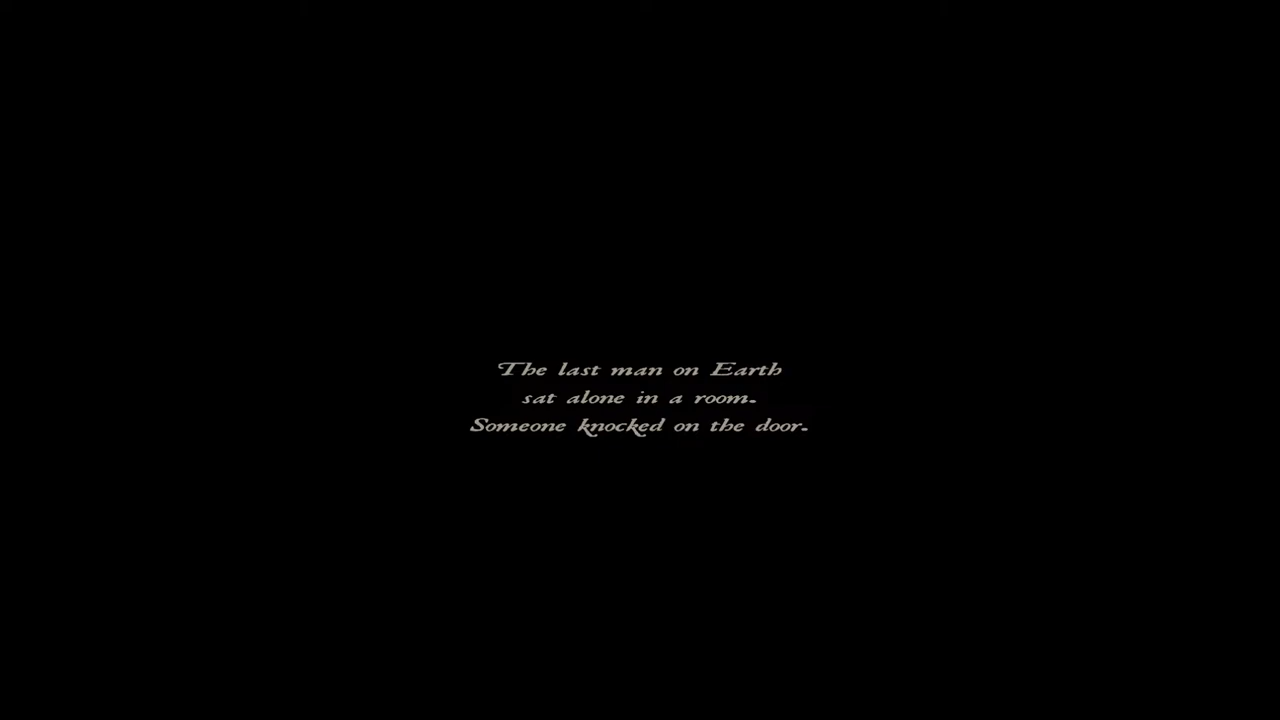 The last man on Earth
sat alone in a room.
Someone knocked on the door.